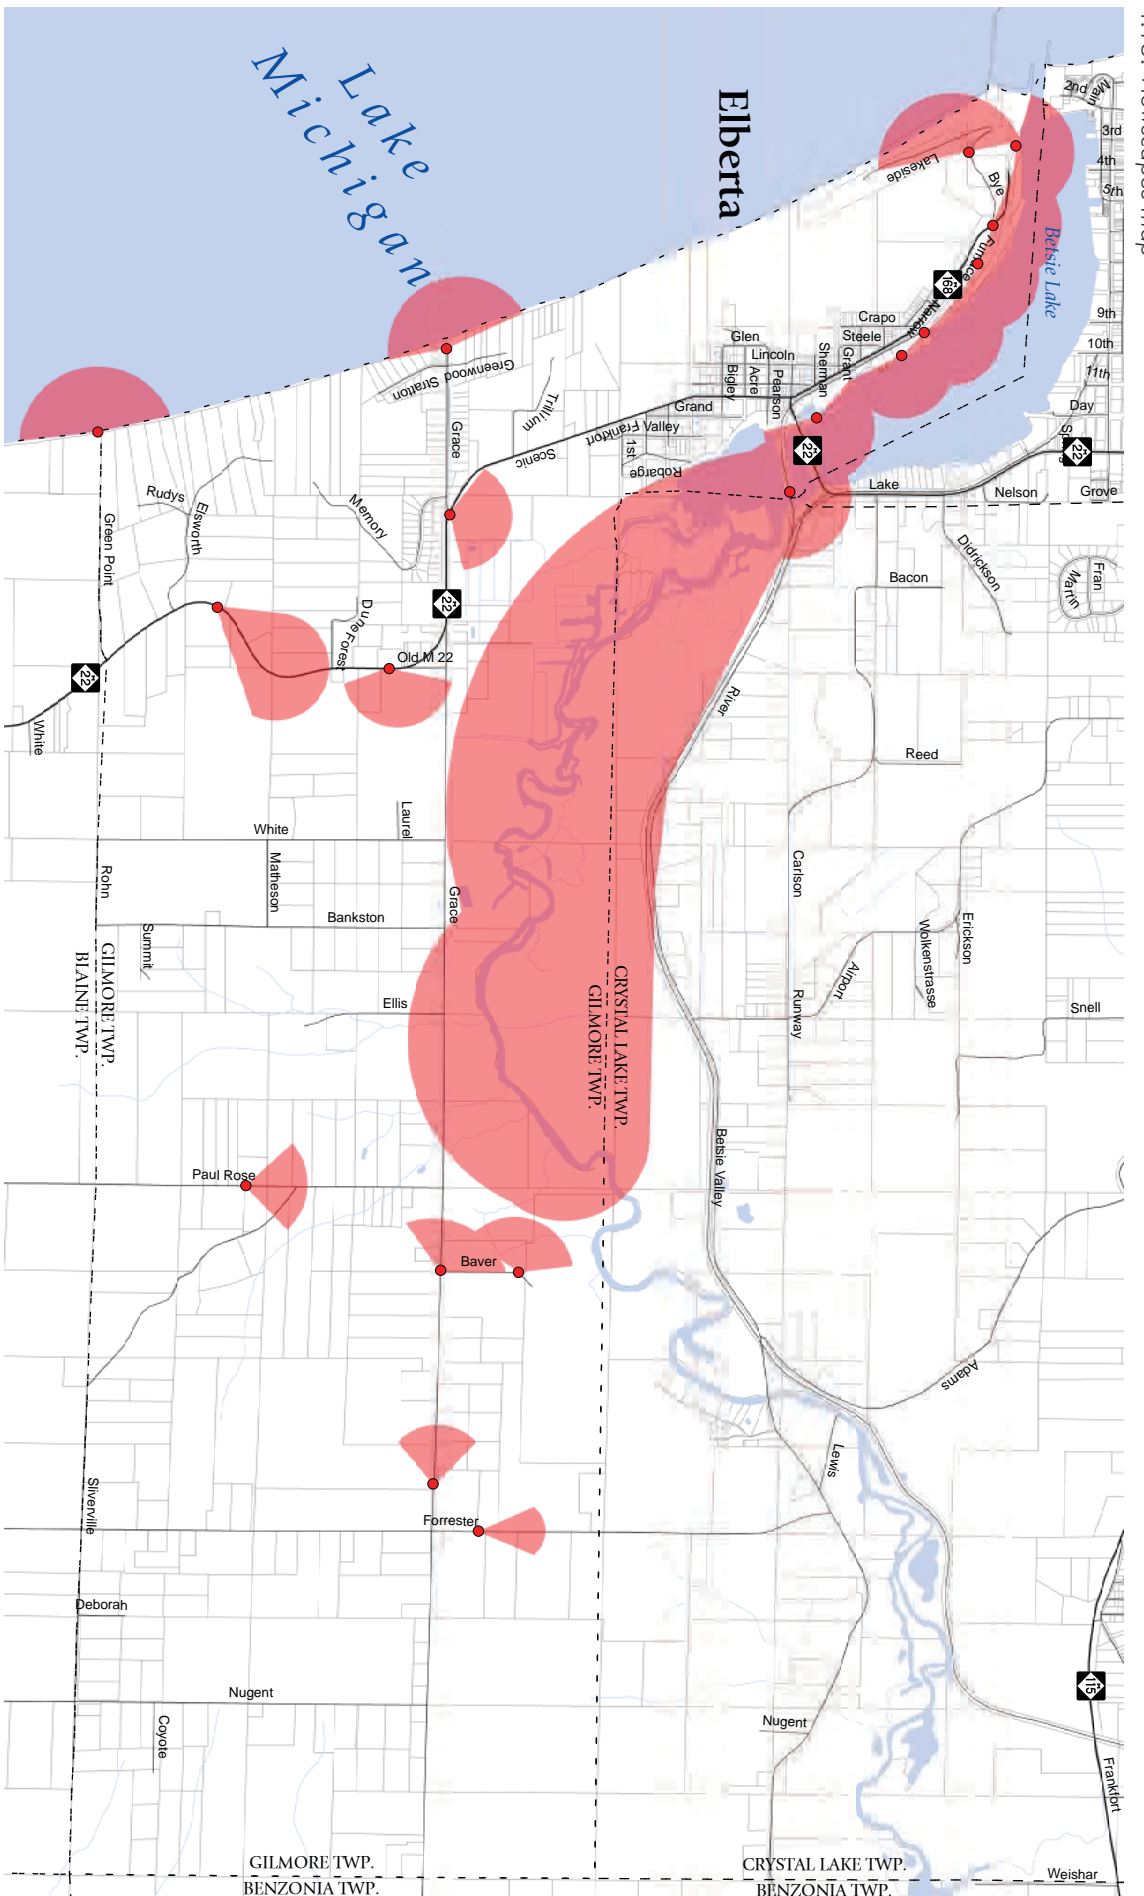 Lake
Michigan
Elberta
Betsie Lake
Main
2nd
3rd
4th
5th
9th
10th
11th
Day
22
Grove
Nelson
Lake
Lakeside
Bye
Furnace
168
Narrow
Crapo
Steele
Grant
Sherman
Glen
Lincoln
Acre
Bigley
Pearson
Grand
Valley
Frankfort
1st
Robarge
Scenic
22
Trillium
Greenwood
Stratton
Grace
Memory
Rudys
Elsworth
Green Point
Dune Forest
Old M 22
22
22
White
Didrickson
Fran
Martin
Bacon
River
Reed
Laurel
White
Matheson
Bankston
Rohn
Summit
Grace
Ellis
Carlson
Erickson
Wolkenstrasse
Airport
Runway
Snell
GILMORE TWP.
BLAINE TWP.
CRYSTAL LAKE TWP.
GILMORE TWP.
Betsie Valley
Paul Rose
Baver
Adams
Lewis
Forrester
Sliverville
Deborah
Nugent
Coyote
Nugent
115
Frankfort
Weishar
GILMORE TWP.
BENZONIA TWP.
CRYSTAL LAKE TWP.
BENZONIA TWP.